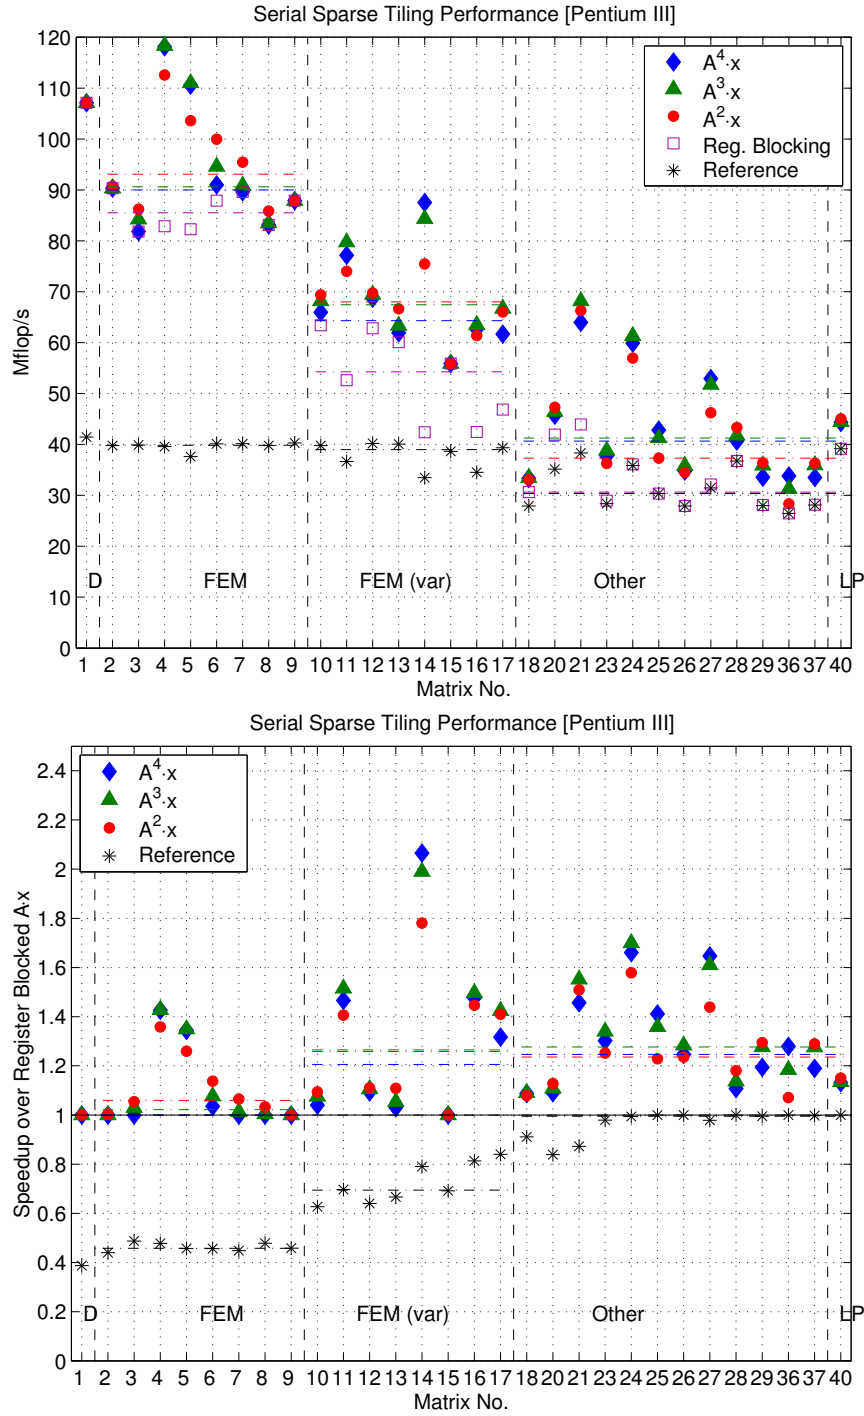 Serial Sparse Tiling Performance [Pentium III]
120
110
100
90
80
70
60
50
40
30
20
10
0
Mflop/s
A4·x
A3·x
A2·x
Reg. Blocking
Reference
D FEM FEM (var) Other LP
1 2 3 4 5 6 7 8 9 10 11 12 13 14 15 16 17 18 20 21 23 24 25 26 27 28 29 36 37 40
Matrix No.
Serial Sparse Tiling Performance [Pentium III]
2.4
2.2
2
1.8
1.6
1.4
1.2
1
0.8
0.6
0.4
0.2
0
Speedup over Register Blocked A·x
A4·x
A3·x
A2·x
Reference
D FEM FEM (var) Other LP
1 2 3 4 5 6 7 8 9 10 11 12 13 14 15 16 17 18 20 21 23 24 25 26 27 28 29 36 37 40
Matrix No.